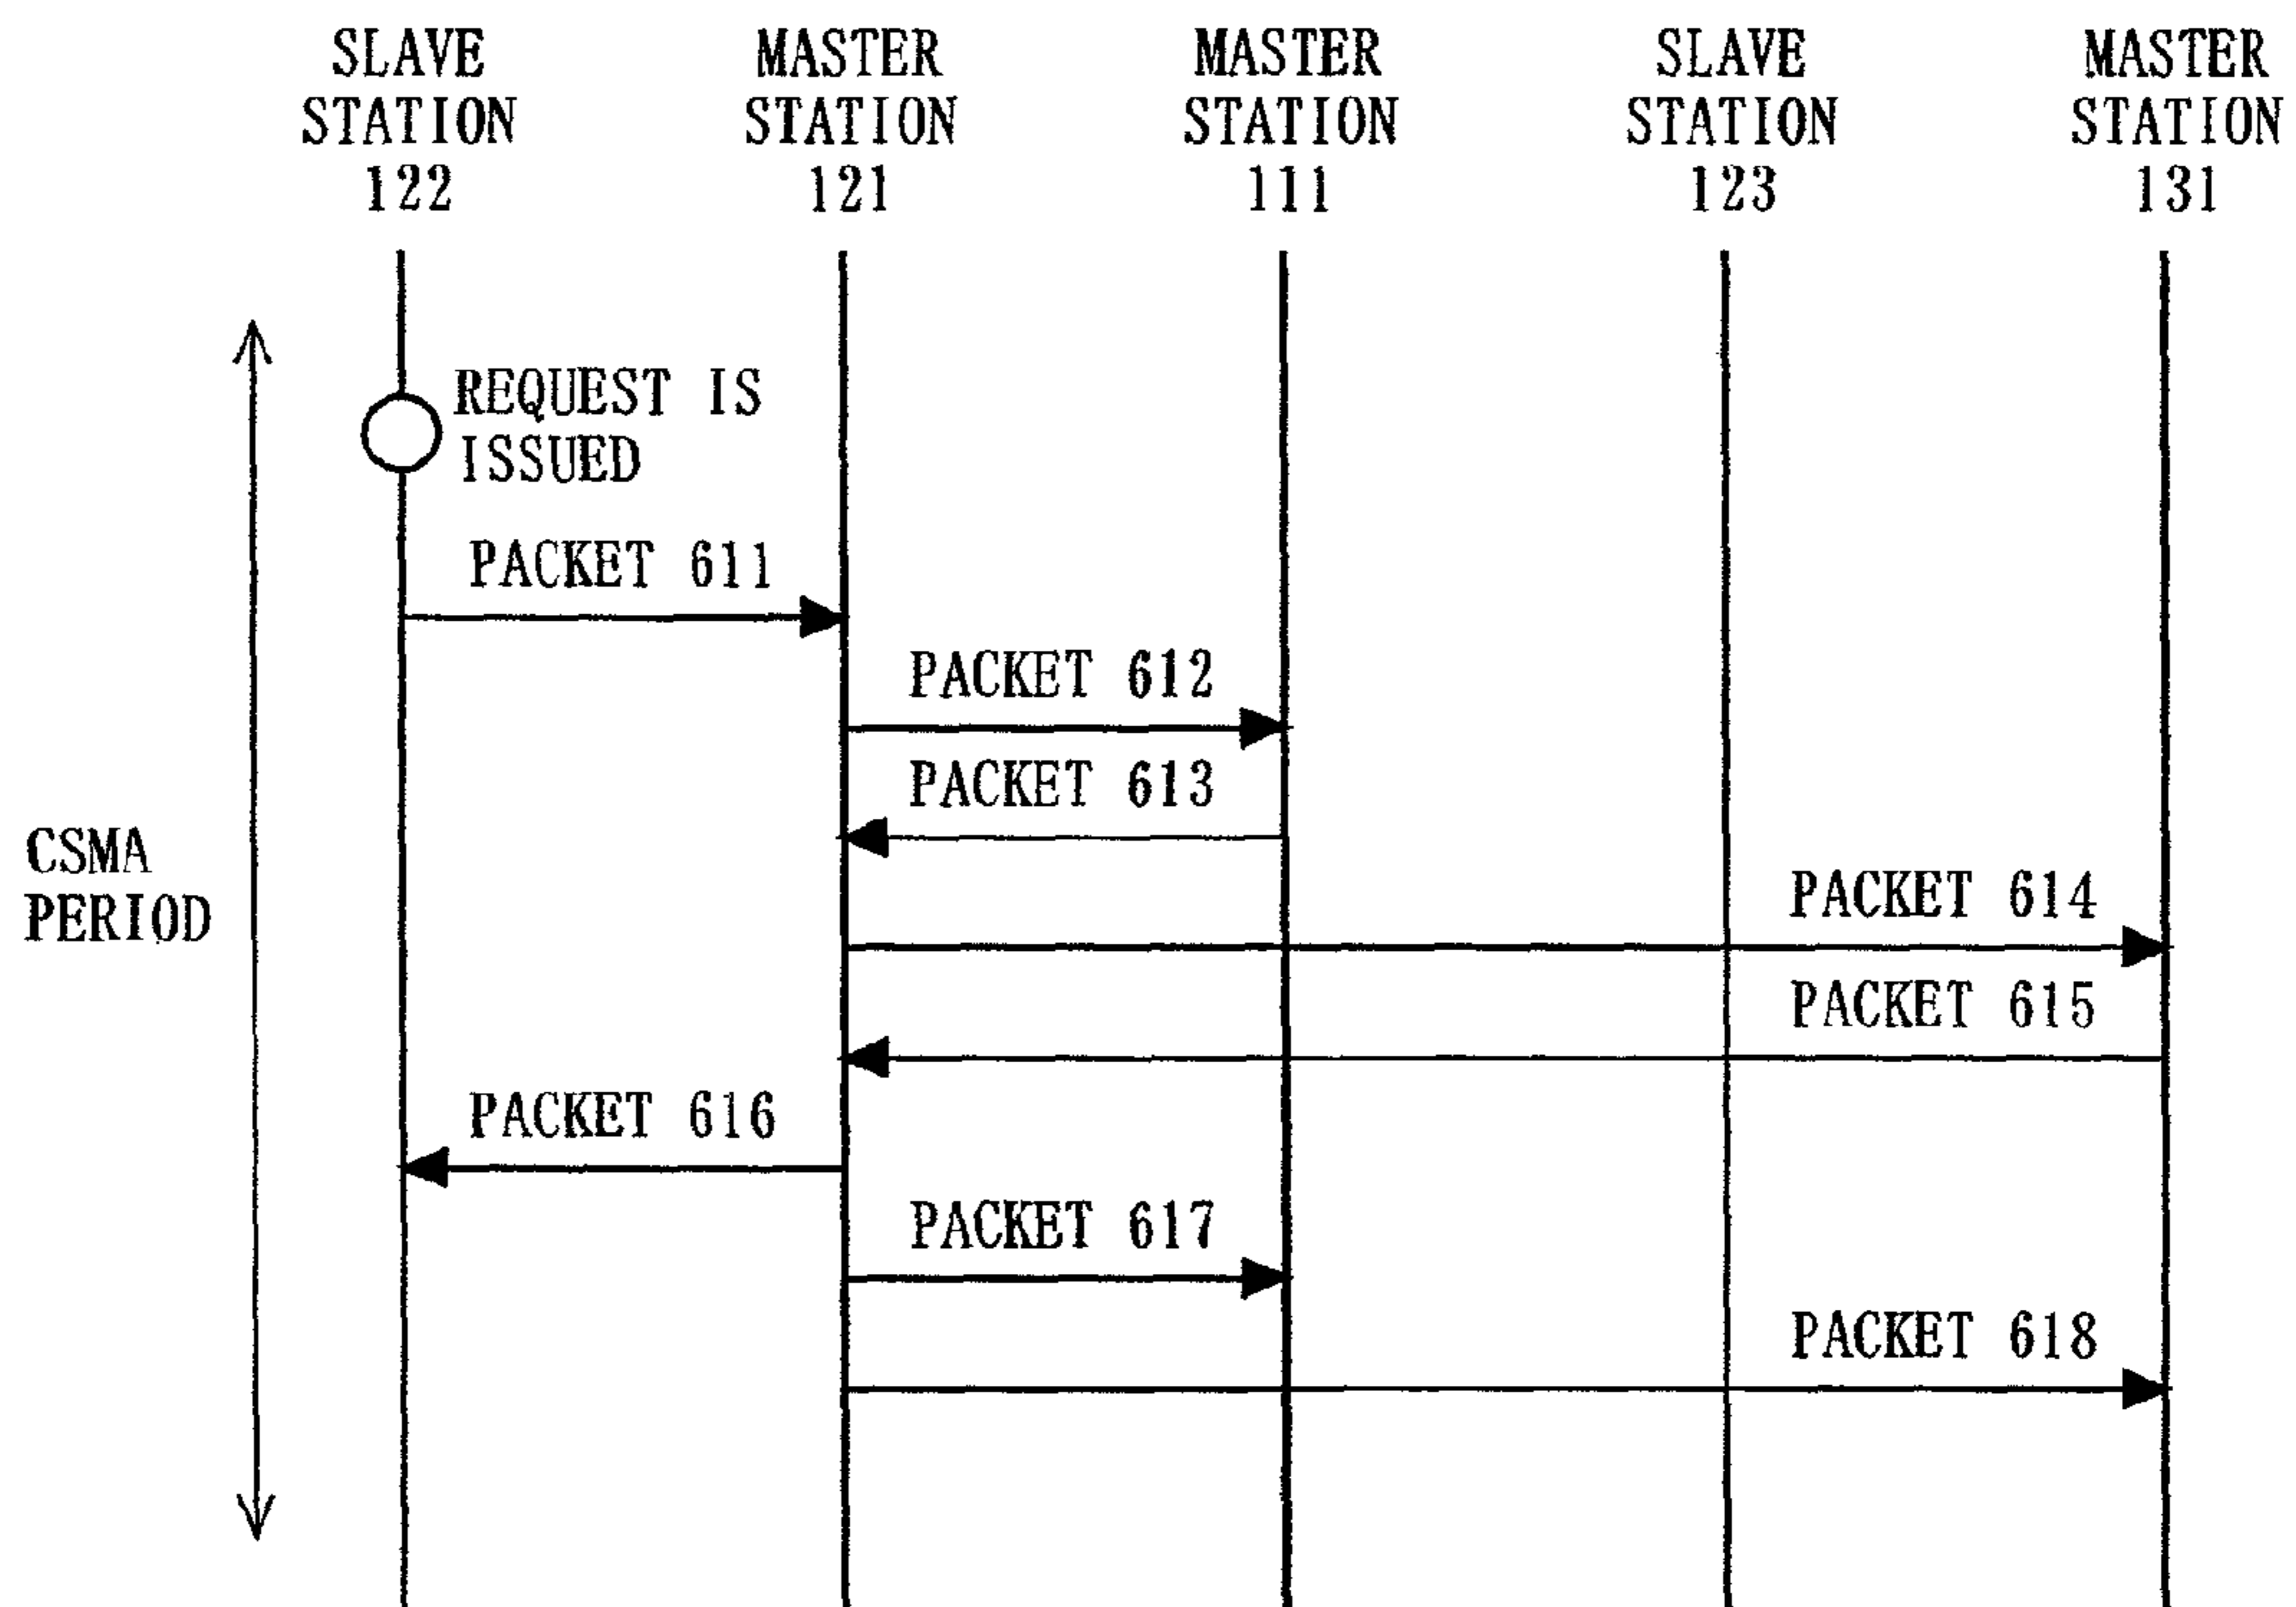 SLAVE
STATION
122
MASTER
STATION
121
MASTER
STATION
111
SLAVE
STATION
123
MASTER
STATION
131
REQUEST IS
ISSUED
PACKET 611
PACKET 612
PACKET 613
CSMA
PERIOD
PACKET 614
PACKET 615
PACKET 616
PACKET 617
PACKET 618